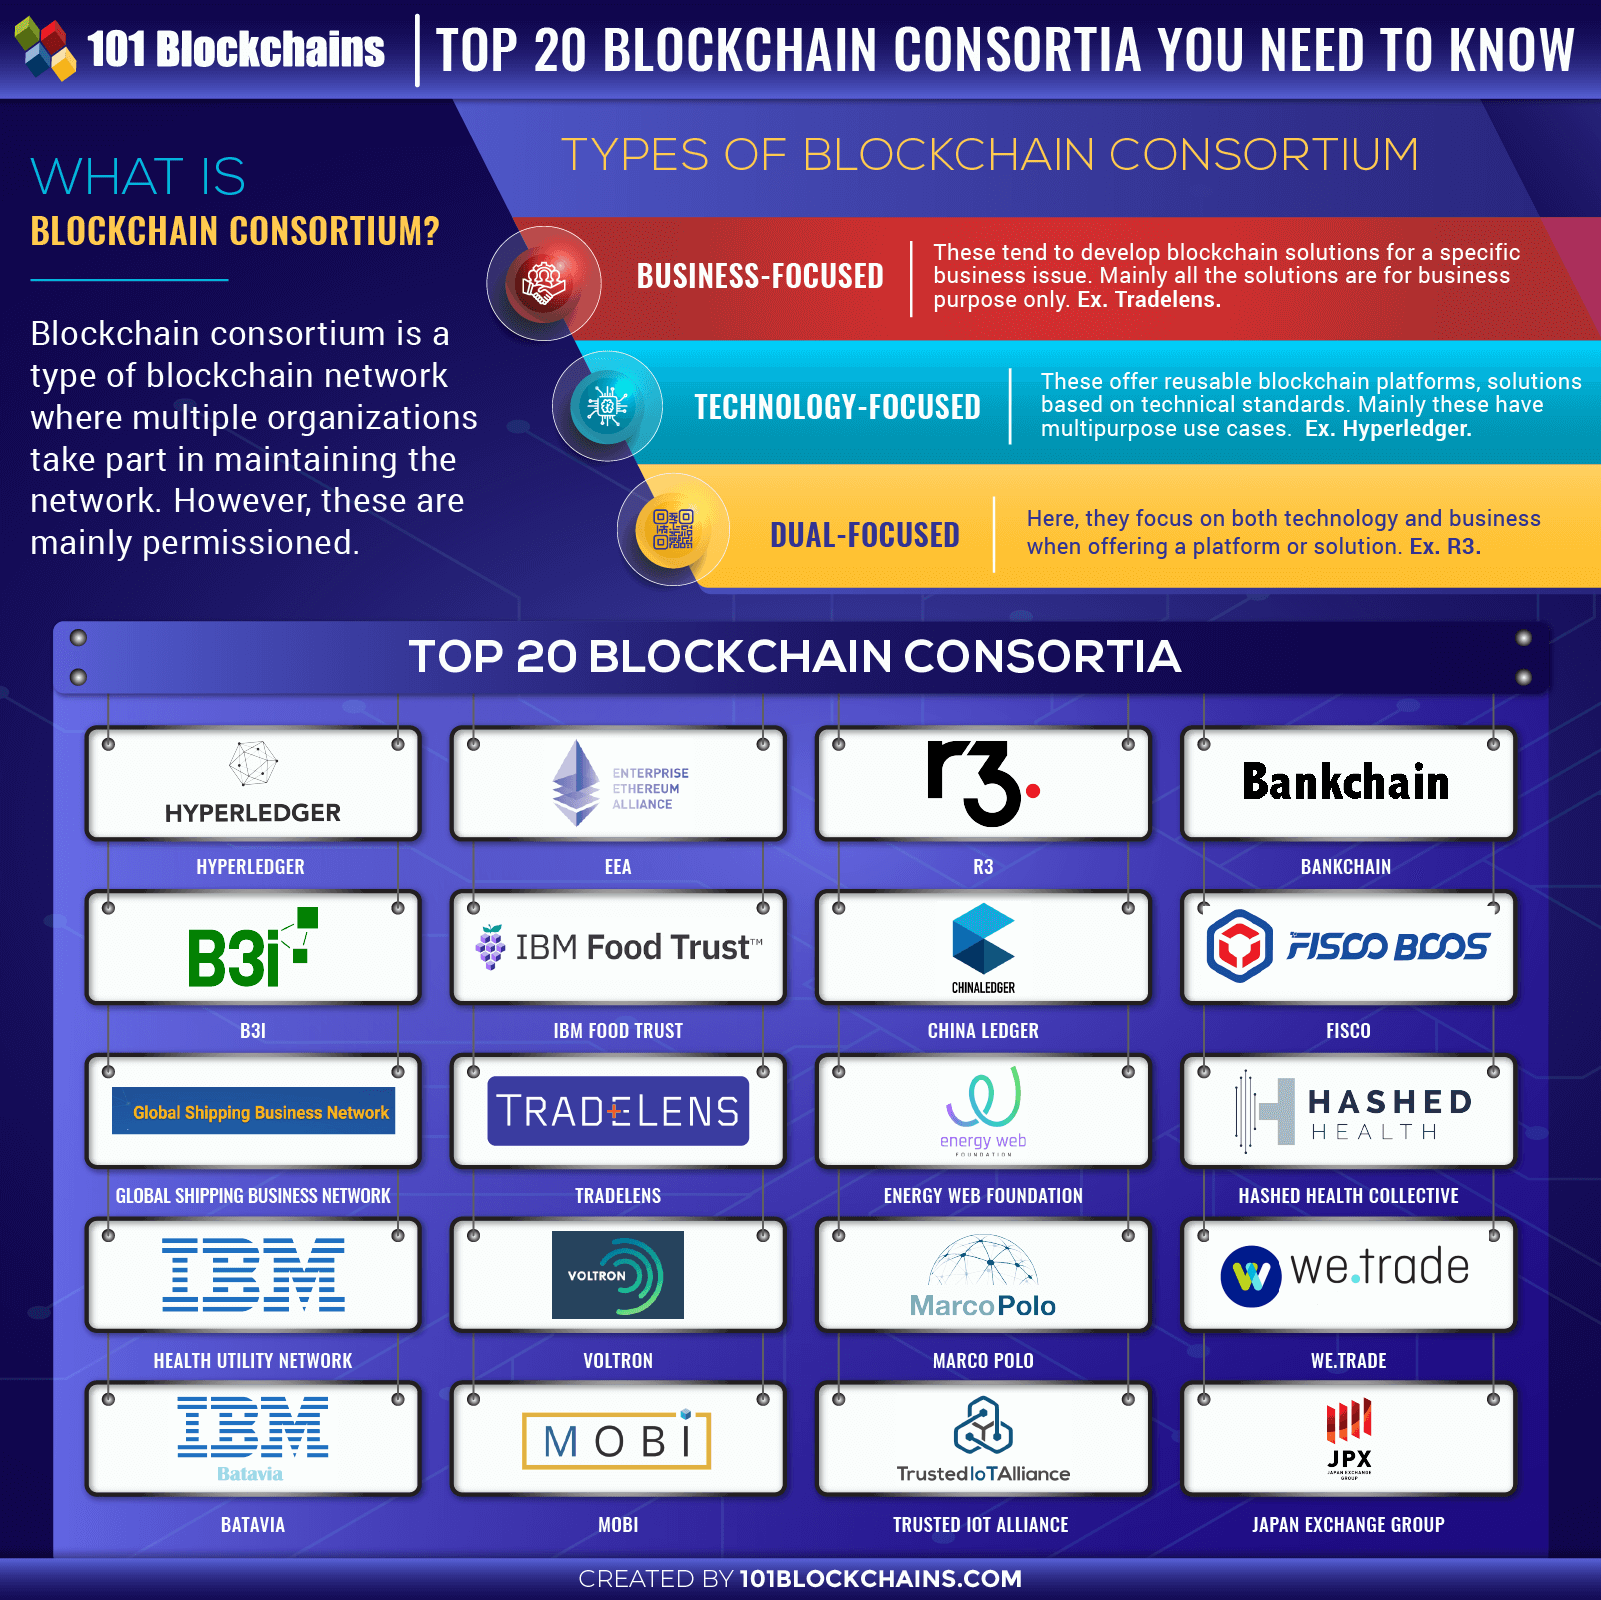 101 Blockchains
TOP 20 BLOCKCHAIN CONSORTIA YOU NEED TO KNOW
WHAT IS
BLOCKCHAIN CONSORTIUM?
Blockchain consortium is a
type of blockchain network
where multiple organizations
take part in maintaining the
network. However, these are
mainly permissioned.
TYPES OF BLOCKCHAIN CONSORTIUM
BUSINESS-FOCUSED
These tend to develop blockchain solutions for a specific
business issue. Mainly all the solutions are for business
purpose only. Ex. Tradelens.
TECHNOLOGY-FOCUSED
These offer reusable blockchain platforms, solutions
based on technical standards. Mainly these have
multipurpose use cases. Ex. Hyperledger.
DUAL-FOCUSED
Here, they focus on both technology and business
when offering a platform or solution. Ex. R3.
TOP 20 BLOCKCHAIN CONSORTIA
HYPERLEDGER
HYPERLEDGER
ENTERPRISE
ETHEREUM
ALLIANCE
EEA
r3.
R3
Bankchain
BANKCHAIN
B3i
B3I
IBM Food Trust™
IBM FOOD TRUST
CHINALEDGER
CHINA LEDGER
FISCO BCOS
FISCO
Global Shipping Business Network
GLOBAL SHIPPING BUSINESS NETWORK
TRADELENS
TRADELENS
energy web
FOUNDATION
ENERGY WEB FOUNDATION
HASHED
HEALTH
HASHED HEALTH COLLECTIVE
IBM
HEALTH UTILITY NETWORK
VOLTRON
VOLTRON
MarcoPolo
MARCO POLO
we.trade
WE.TRADE
IBM
Batavia
BATAVIA
MOBI
MOBI
TrustedIoTAlliance
TRUSTED IOT ALLIANCE
JPX
JAPAN EXCHANGE
GROUP
JAPAN EXCHANGE GROUP
CREATED BY 101BLOCKCHAINS.COM